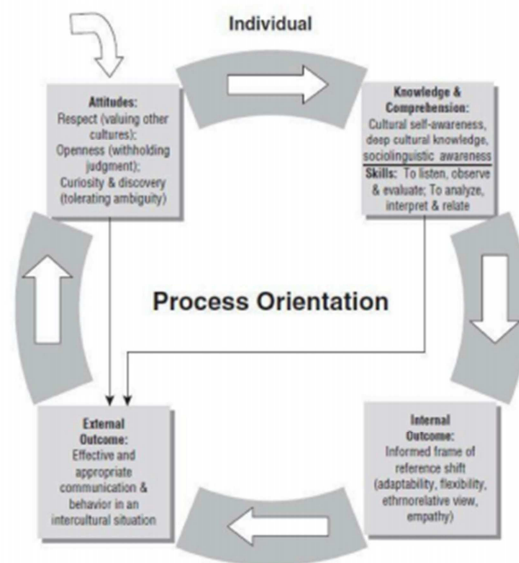 Individual
Attitudes:
Respect (valuing other
cultures);
Openness (withholding
judgment);
Curiosity & discovery
(tolerating ambiguity)
Knowledge &
Comprehension:
Cultural self-awareness,
deep cultural knowledge,
sociolinguistic awareness
Skills: To listen, observe
& evaluate; To analyze,
interpret & relate
Process Orientation
External
Outcome:
Effective and
appropriate
communication &
behavior in an
intercultural situation
Internal
Outcome:
Informed frame of
reference shift
(adaptability, flexibility,
ethrnorelative view,
empathy)